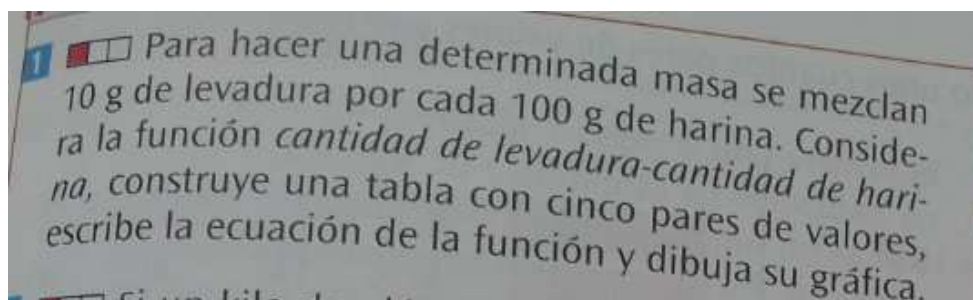 1 Para hacer una determinada masa se mezclan
10 g de levadura por cada 100 g de harina. Conside-
ra la función cantidad de levadura-cantidad de hari-
na, construye una tabla con cinco pares de valores,
escribe la ecuación de la función y dibuja su gráfica.